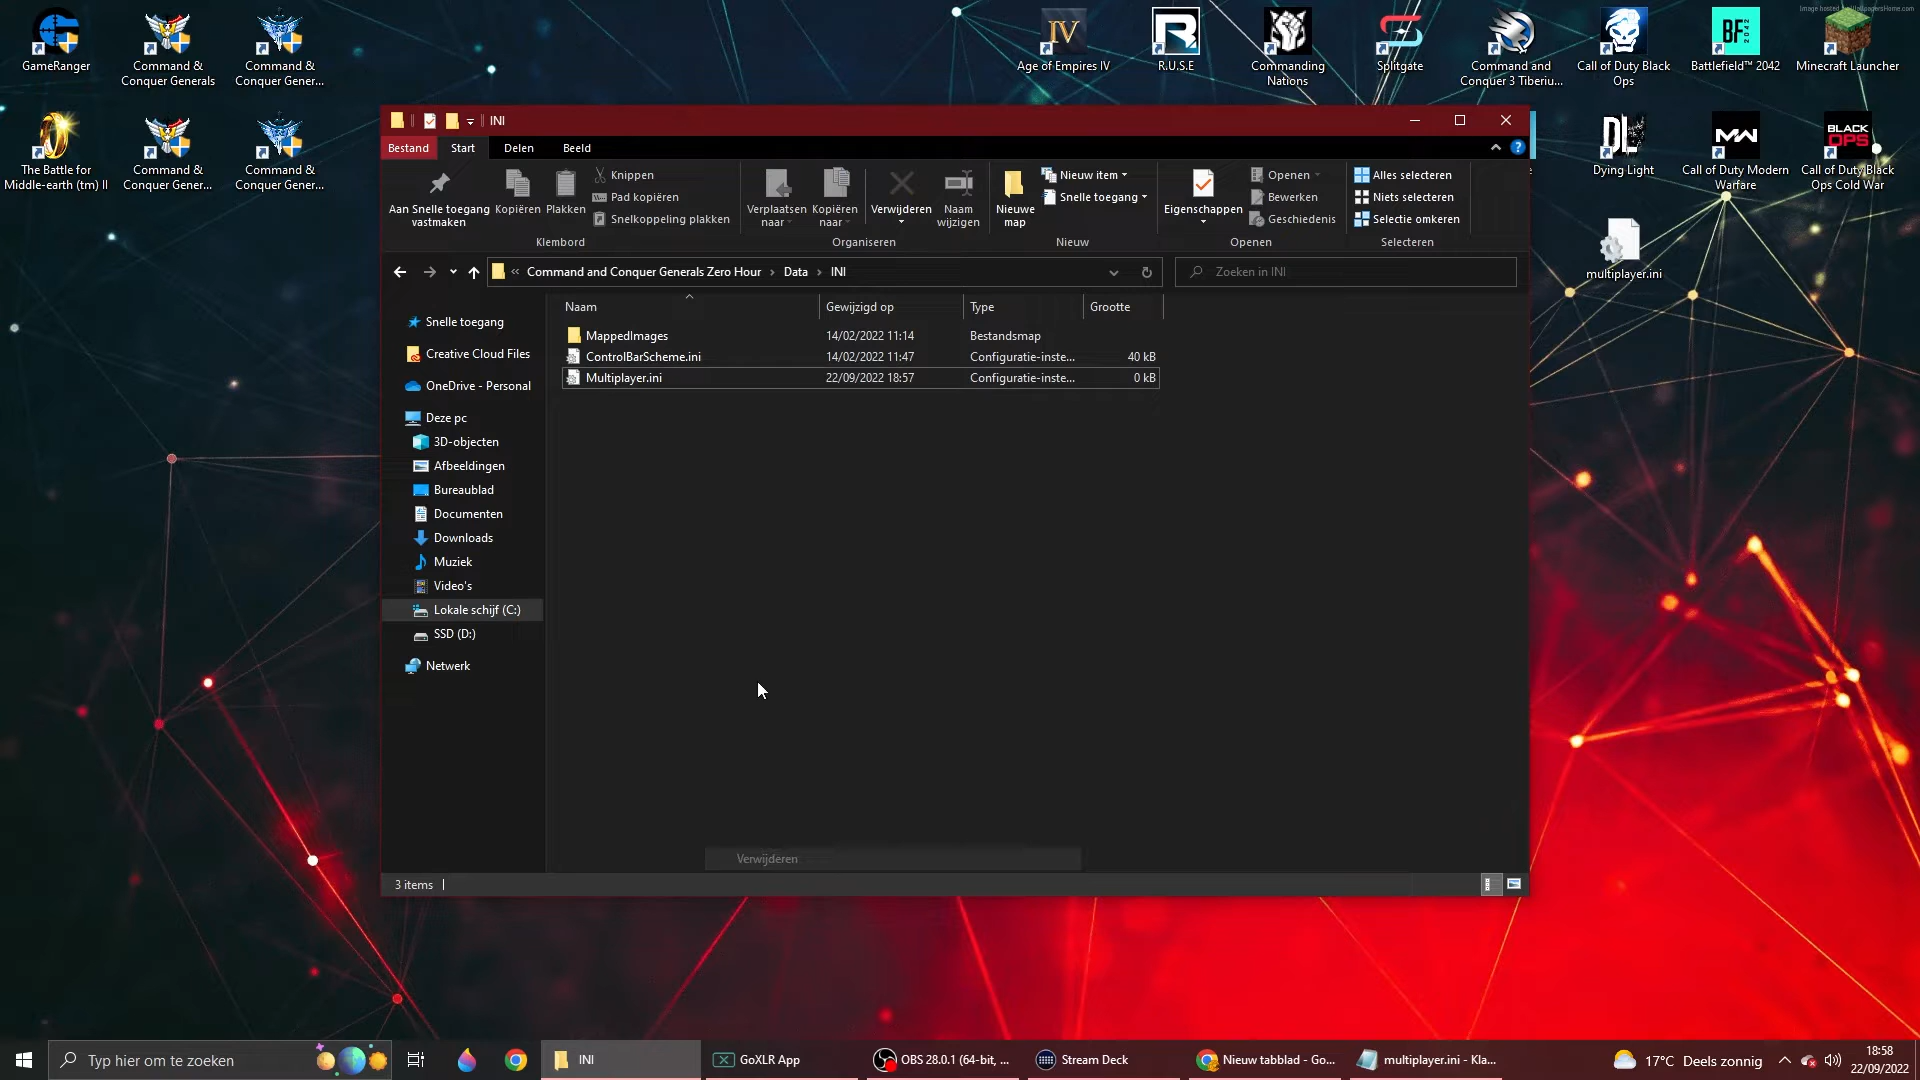 GameRanger
Command &
Conquer Generals
Command &
Conquer Gener...
Age of Empires IV
R.U.S.E
Commanding
Nations
Splitgate
Command and
Conquer 3 Tiberiu...
Call of Duty Black
Ops
BF
2042
Battlefield™ 2042
Minecraft Launcher
The Battle for
Middle-earth (tm) II
Command &
Conquer Gener...
Command &
Conquer Gener...
DL
Dying Light
MW
Call of Duty Modern
Warfare
BLACK
OPS
Call of Duty Black
Ops Cold War
multiplayer.ini
INI
Bestand
Start
Delen
Beeld
Aan Snelle toegang
vastmaken
Kopiëren
Plakken
Knippen
Pad kopiëren
Snelkoppeling plakken
Klembord
Verplaatsen
naar
Kopiëren
naar
Verwijderen
Naam
wijzigen
Organiseren
Nieuwe
map
Nieuw item
Snelle toegang
Nieuw
Eigenschappen
Openen
Bewerken
Geschiedenis
Openen
Alles selecteren
Niets selecteren
Selectie omkeren
Selecteren
« Command and Conquer Generals Zero Hour › Data › INI
Zoeken in INI
Naam Gewijzigd op Type Grootte
MappedImages 14/02/2022 11:14 Bestandsmap
ControlBarScheme.ini 14/02/2022 11:47 Configuratie-inste... 40 kB
Multiplayer.ini 22/09/2022 18:57 Configuratie-inste... 0 kB
Snelle toegang
Creative Cloud Files
OneDrive - Personal
Deze pc
3D-objecten
Afbeeldingen
Bureaublad
Documenten
Downloads
Muziek
Video's
Lokale schijf (C:)
SSD (D:)
Netwerk
Verwijderen
3 items
Typ hier om te zoeken
INI
GoXLR App
OBS 28.0.1 (64-bit, ...
Stream Deck
Nieuw tabblad - Go...
multiplayer.ini - Kla...
17°C Deels zonnig
18:58
22/09/2022